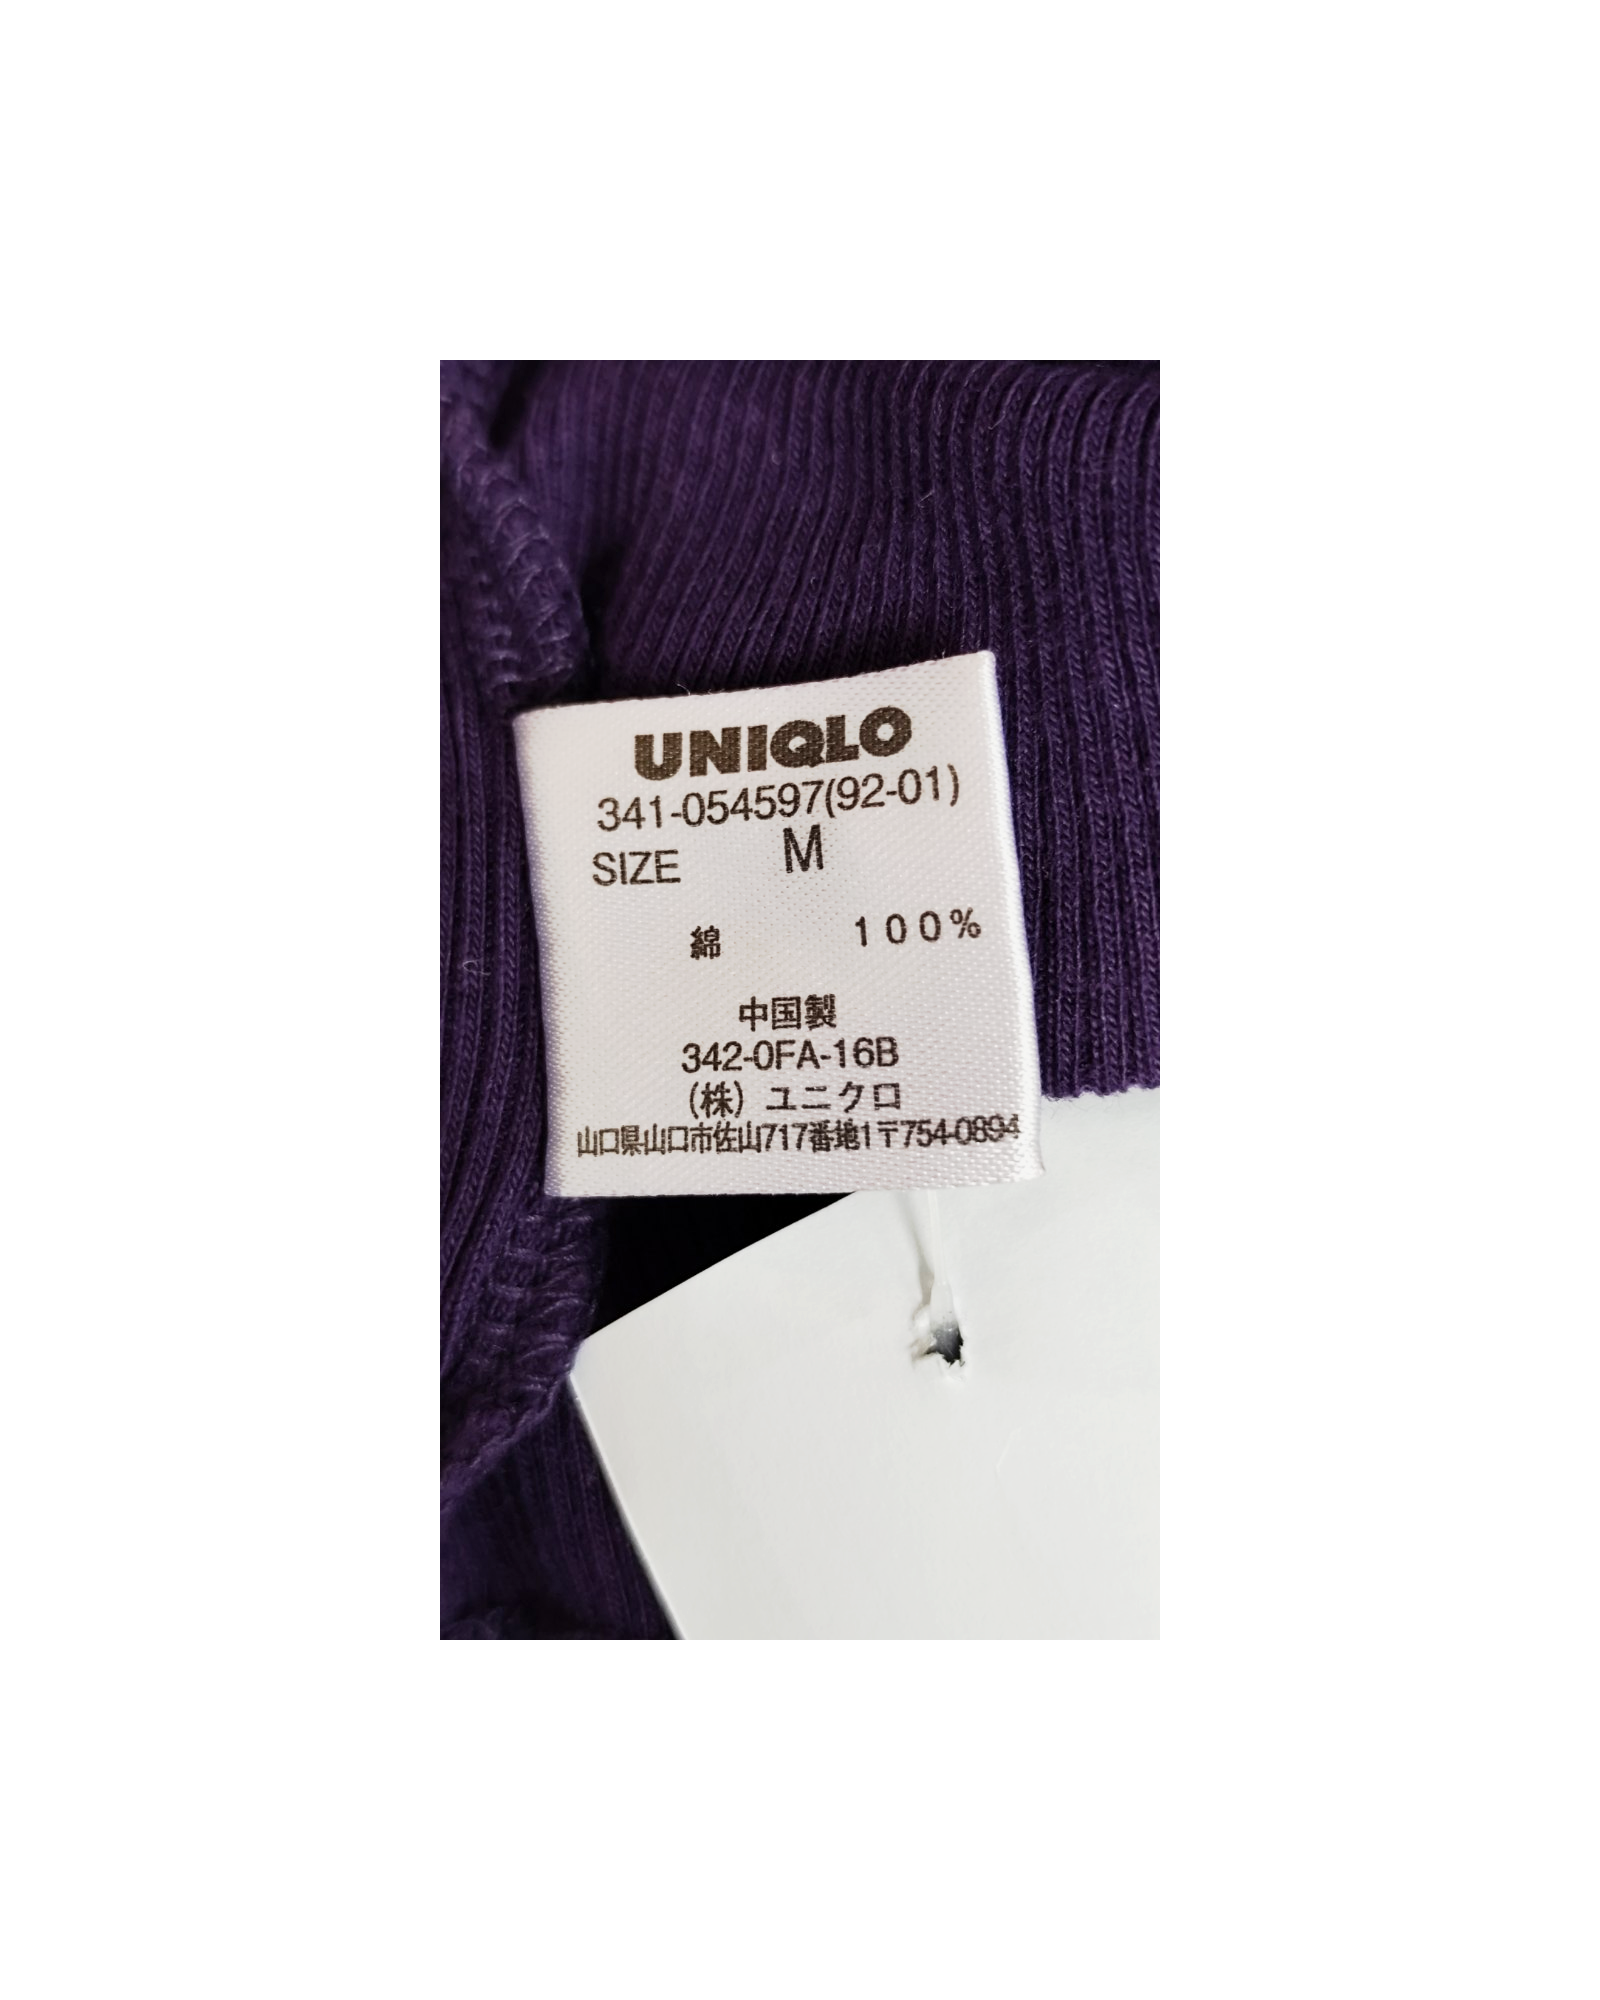 UNIQLO
341-054597(92-01)
SIZE M
綿 100%
中国製
342-0FA-16B
(株) ユニクロ
山口県山口市佐山717番地1〒754-0894